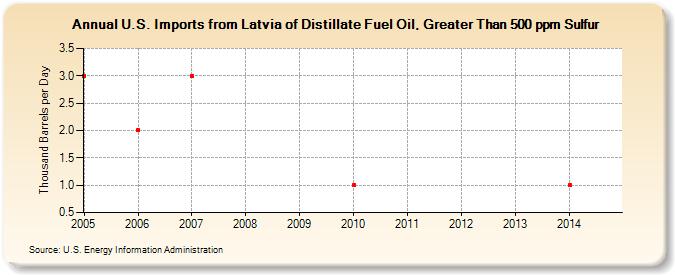 Annual U.S. Imports from Latvia of Distillate Fuel Oil, Greater Than 500 ppm Sulfur
Thousand Barrels per Day
3.5
3.0
2.5
2.0
1.5
1.0
0.5
2005 2006 2007 2008 2009 2010 2011 2012 2013 2014
Source: U.S. Energy Information Administration